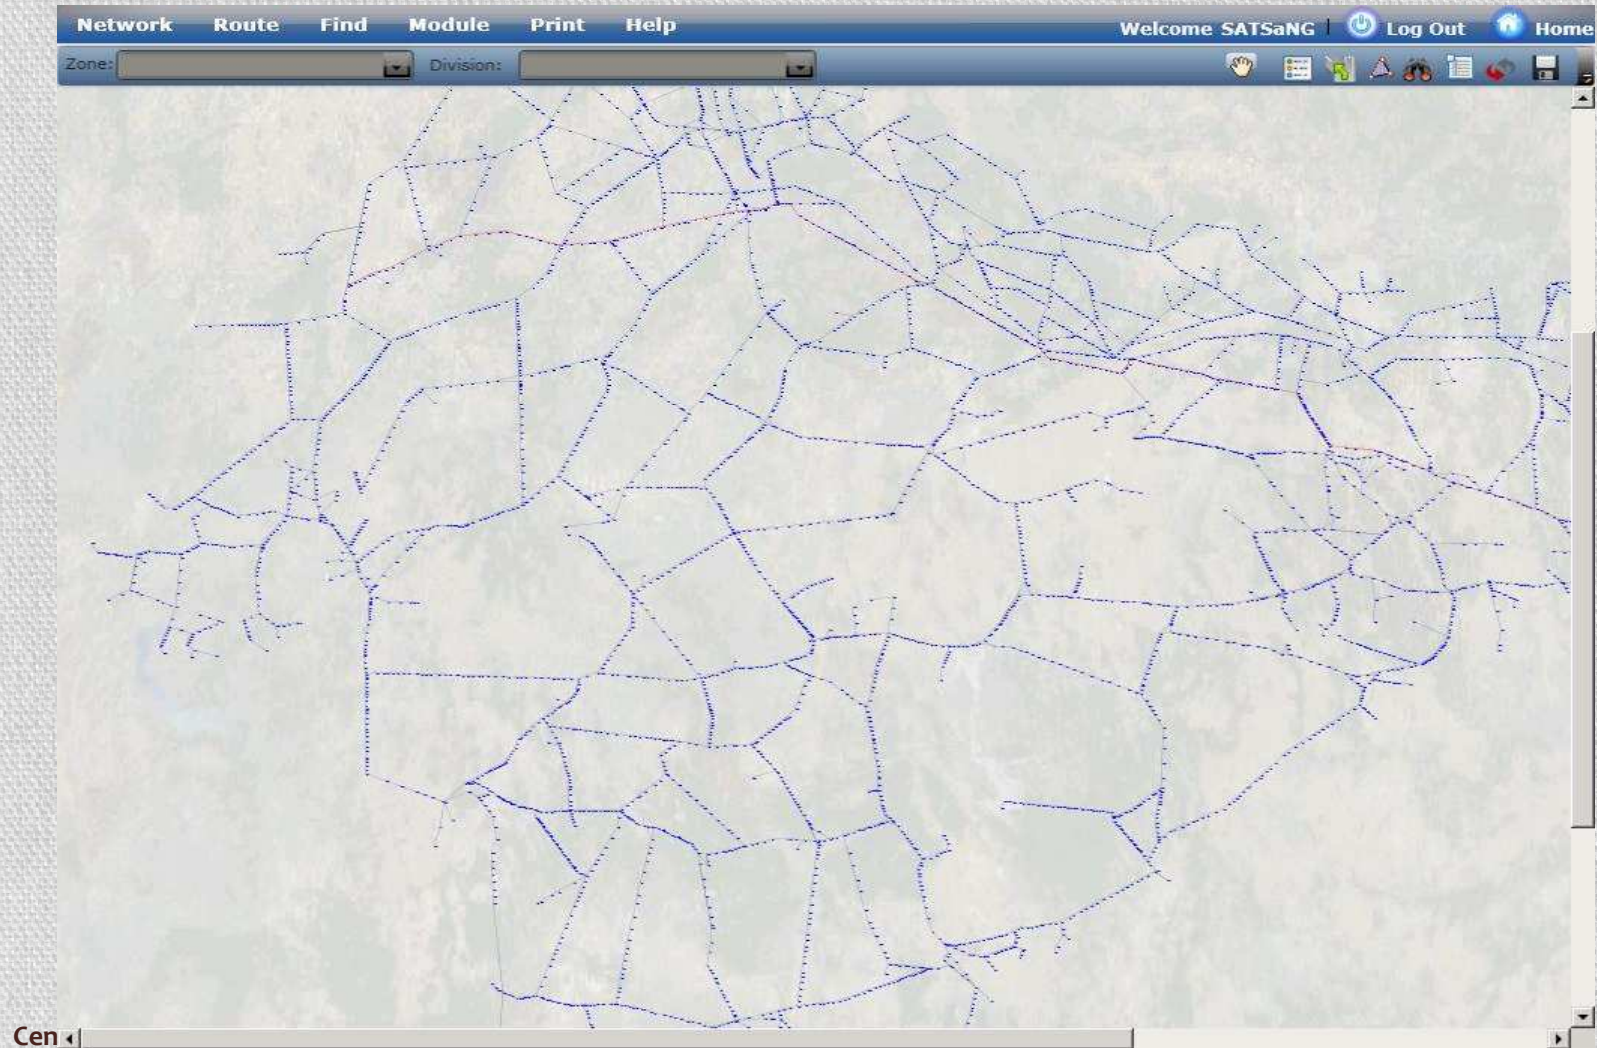 Network Route Find Module Print Help Welcome SATSaNG | Log Out Home
Zone: Division:
Cen